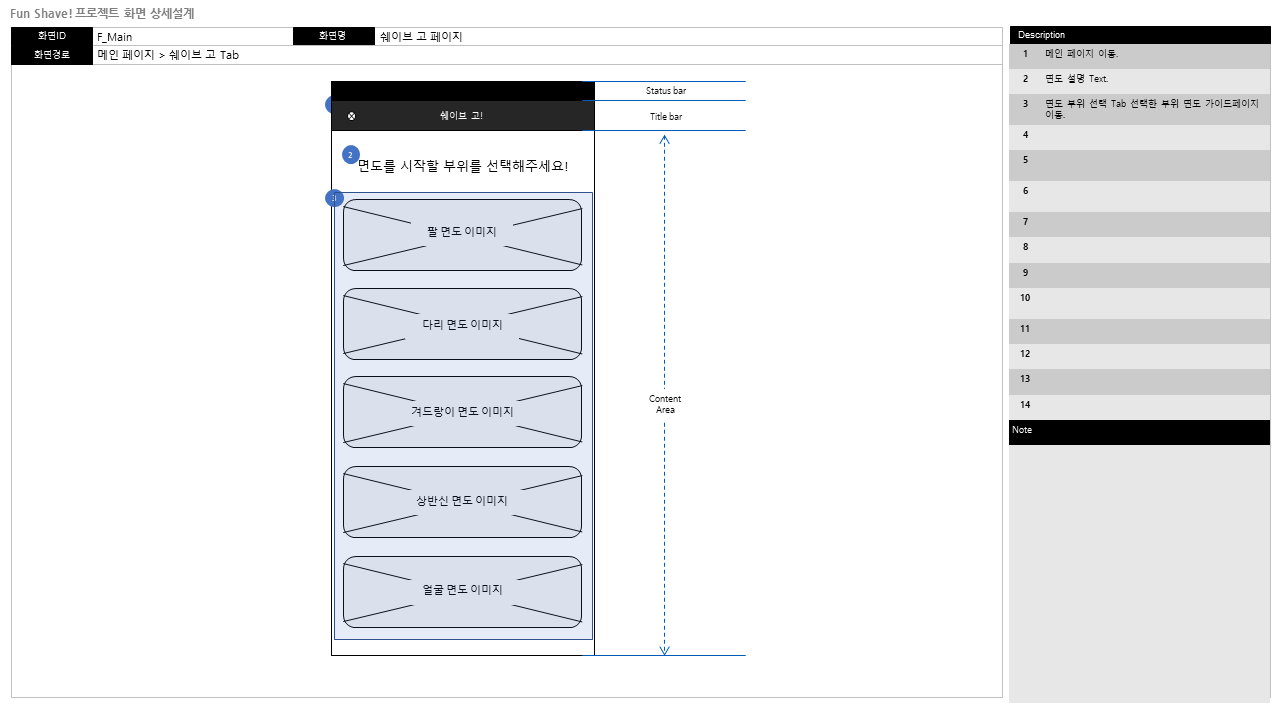 Fun Shave! 프로젝트 화면 상세설계
화면ID F_Main 화면명 쉐이브 고 페이지
화면경로 메인 페이지 > 쉐이브 고 Tab
Status bar
쉐이브 고!
Title bar
2
면도를 시작할 부위를 선택해주세요!
3
팔 면도 이미지
다리 면도 이미지
겨드랑이 면도 이미지
상반신 면도 이미지
얼굴 면도 이미지
Content
Area
Description
1 메인 페이지 이동.
2 면도 설명 Text.
3 면도 부위 선택 Tab 선택한 부위 면도 가이드페이지
이동.
4
5
6
7
8
9
10
11
12
13
14
Note